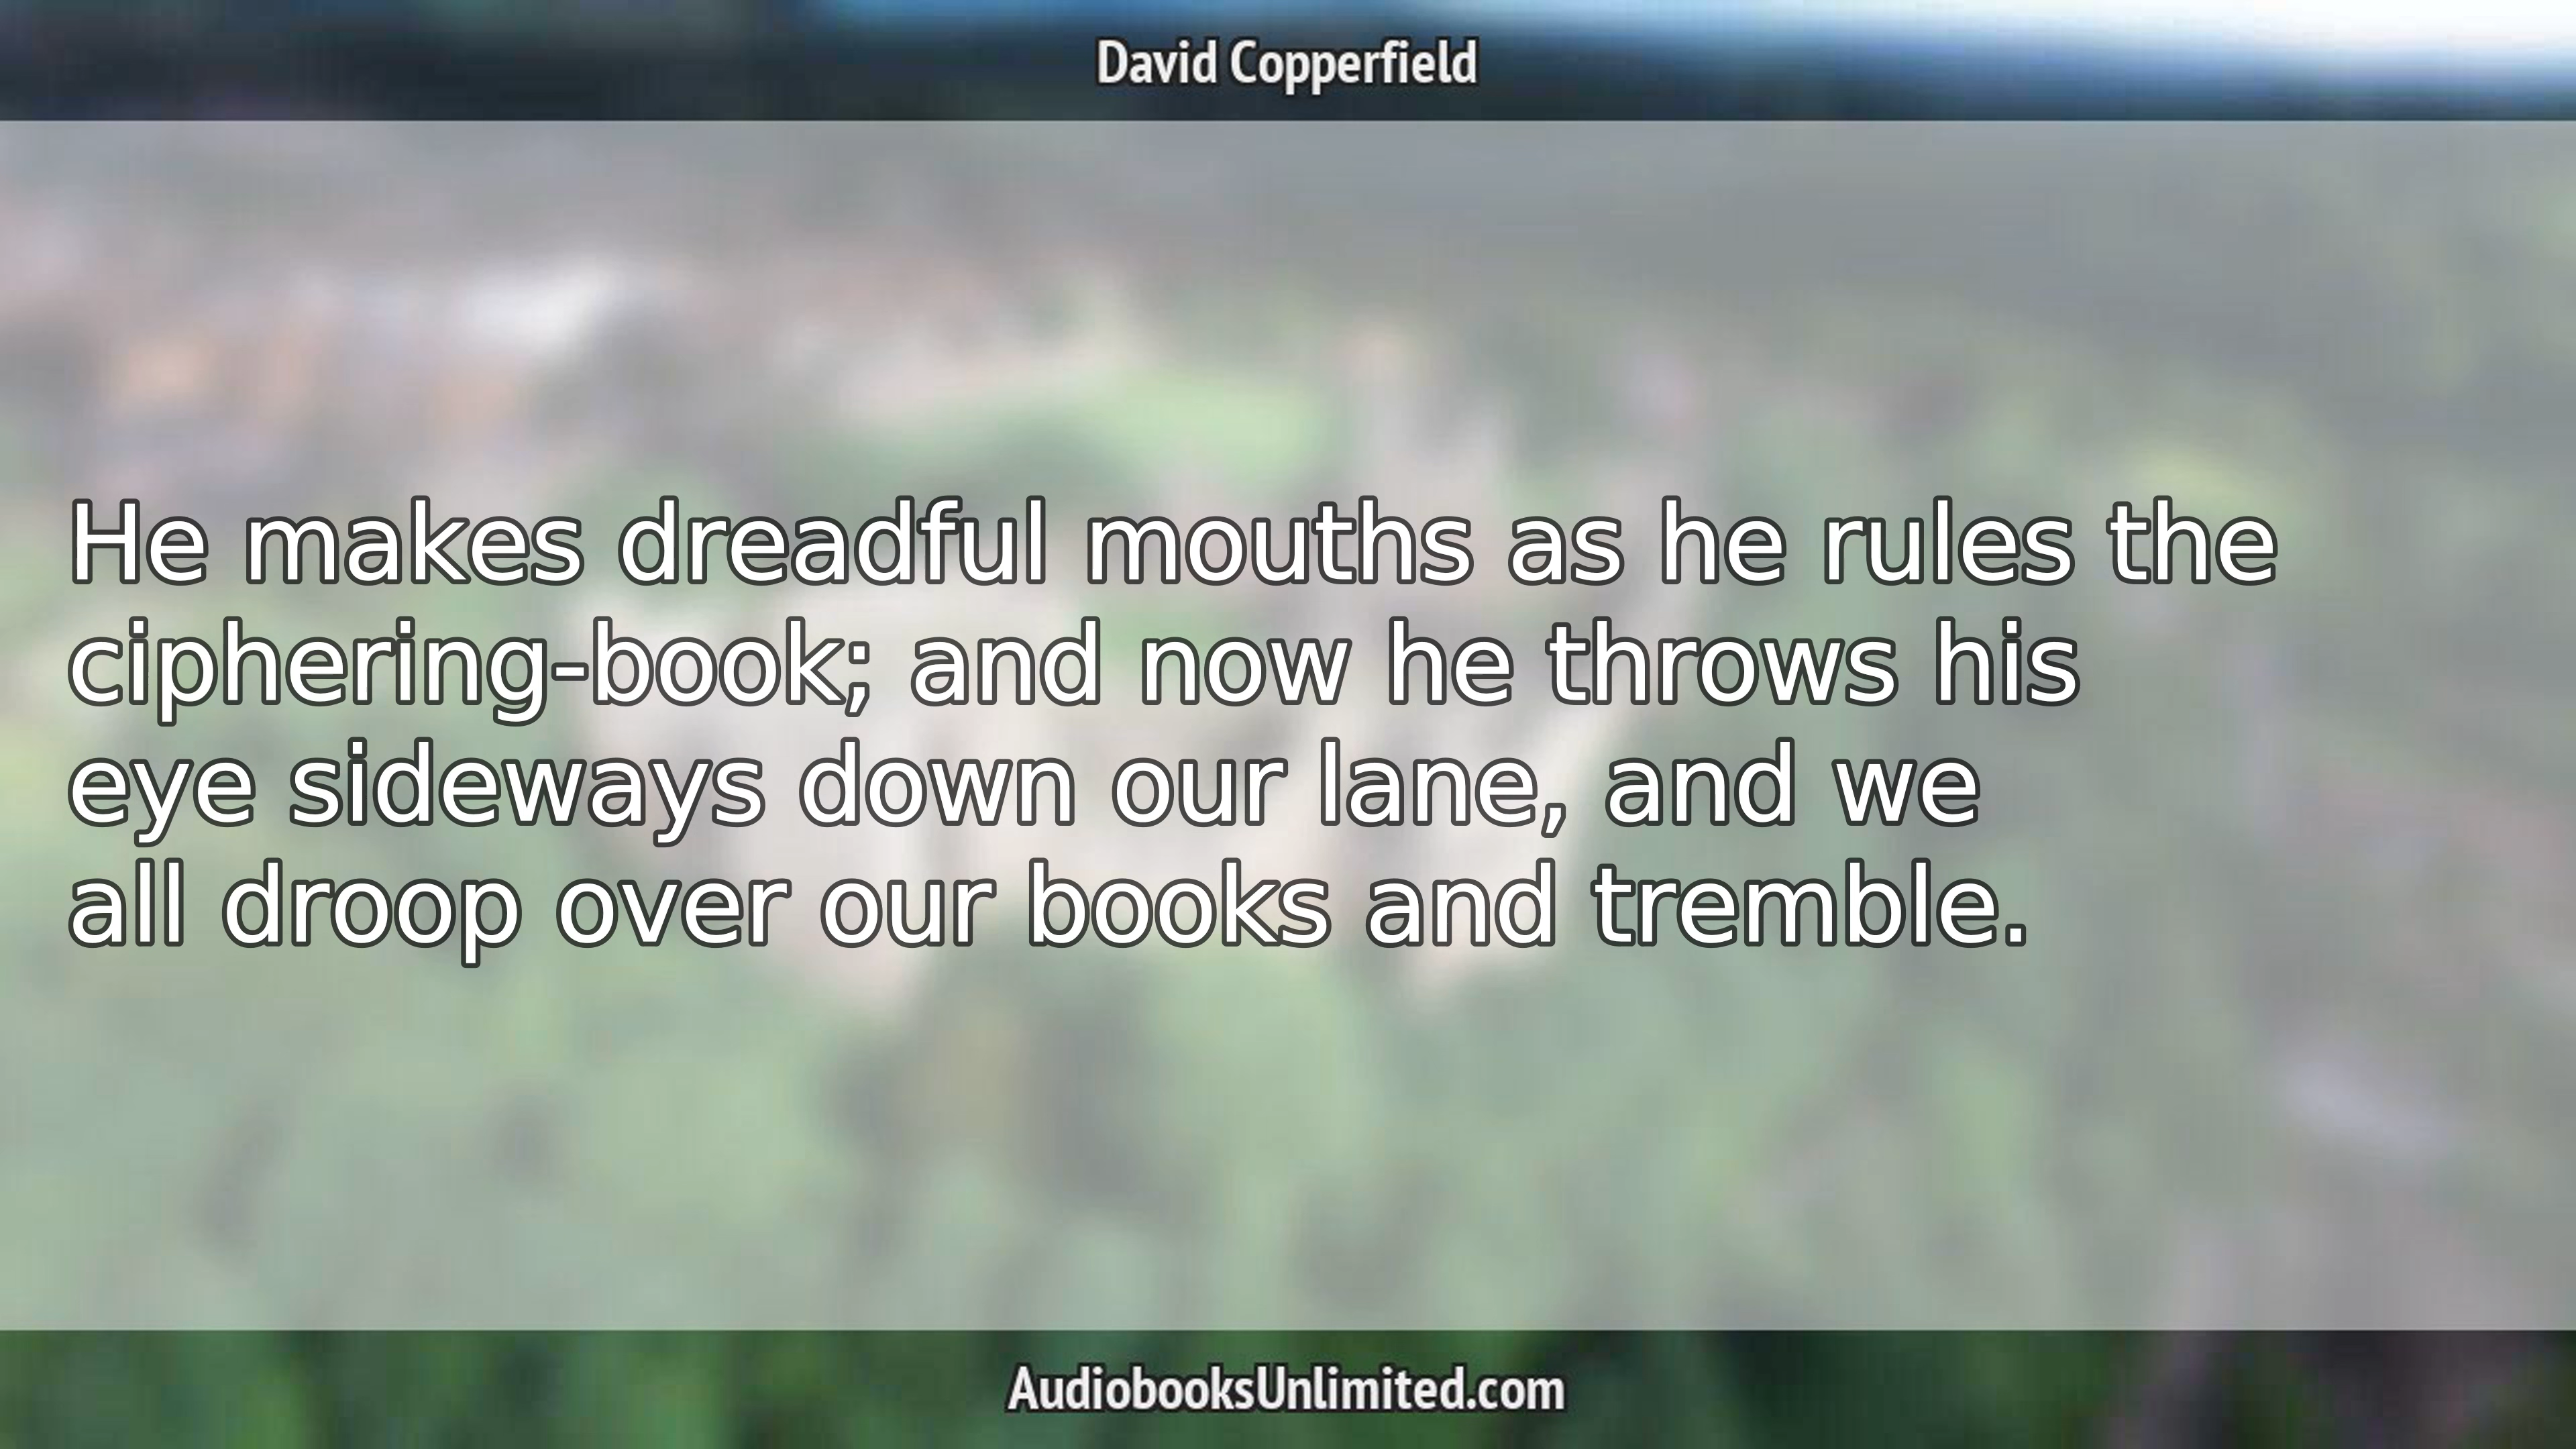 David Copperfield
He makes dreadful mouths as he rules the
ciphering-book; and now he throws his
eye sideways down our lane, and we
all droop over our books and tremble.
AudiobooksUnlimited.com